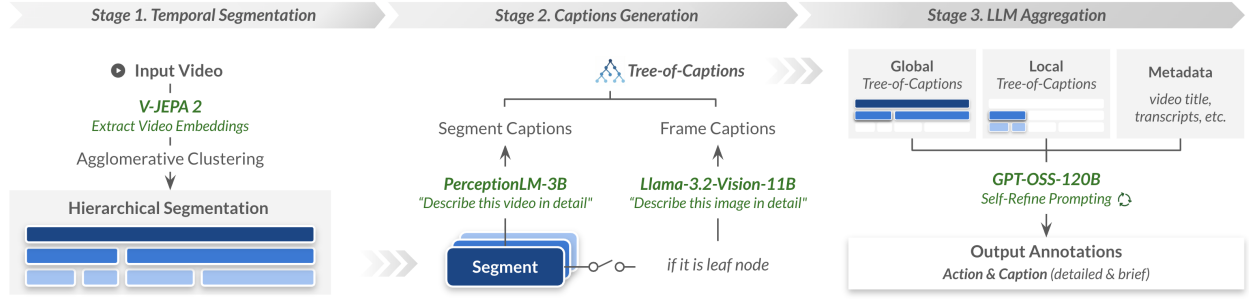 Stage 1. Temporal Segmentation
Input Video
V-JEPA 2
Extract Video Embeddings
Agglomerative Clustering
Hierarchical Segmentation
Stage 2. Captions Generation
Tree-of-Captions
Segment Captions
Frame Captions
PerceptionLM-3B
"Describe this video in detail"
Llama-3.2-Vision-11B
"Describe this image in detail"
Segment
if it is leaf node
Stage 3. LLM Aggregation
Global
Tree-of-Captions
Local
Tree-of-Captions
Metadata
video title,
transcripts, etc.
GPT-OSS-120B
Self-Refine Prompting
Output Annotations
Action & Caption (detailed & brief)